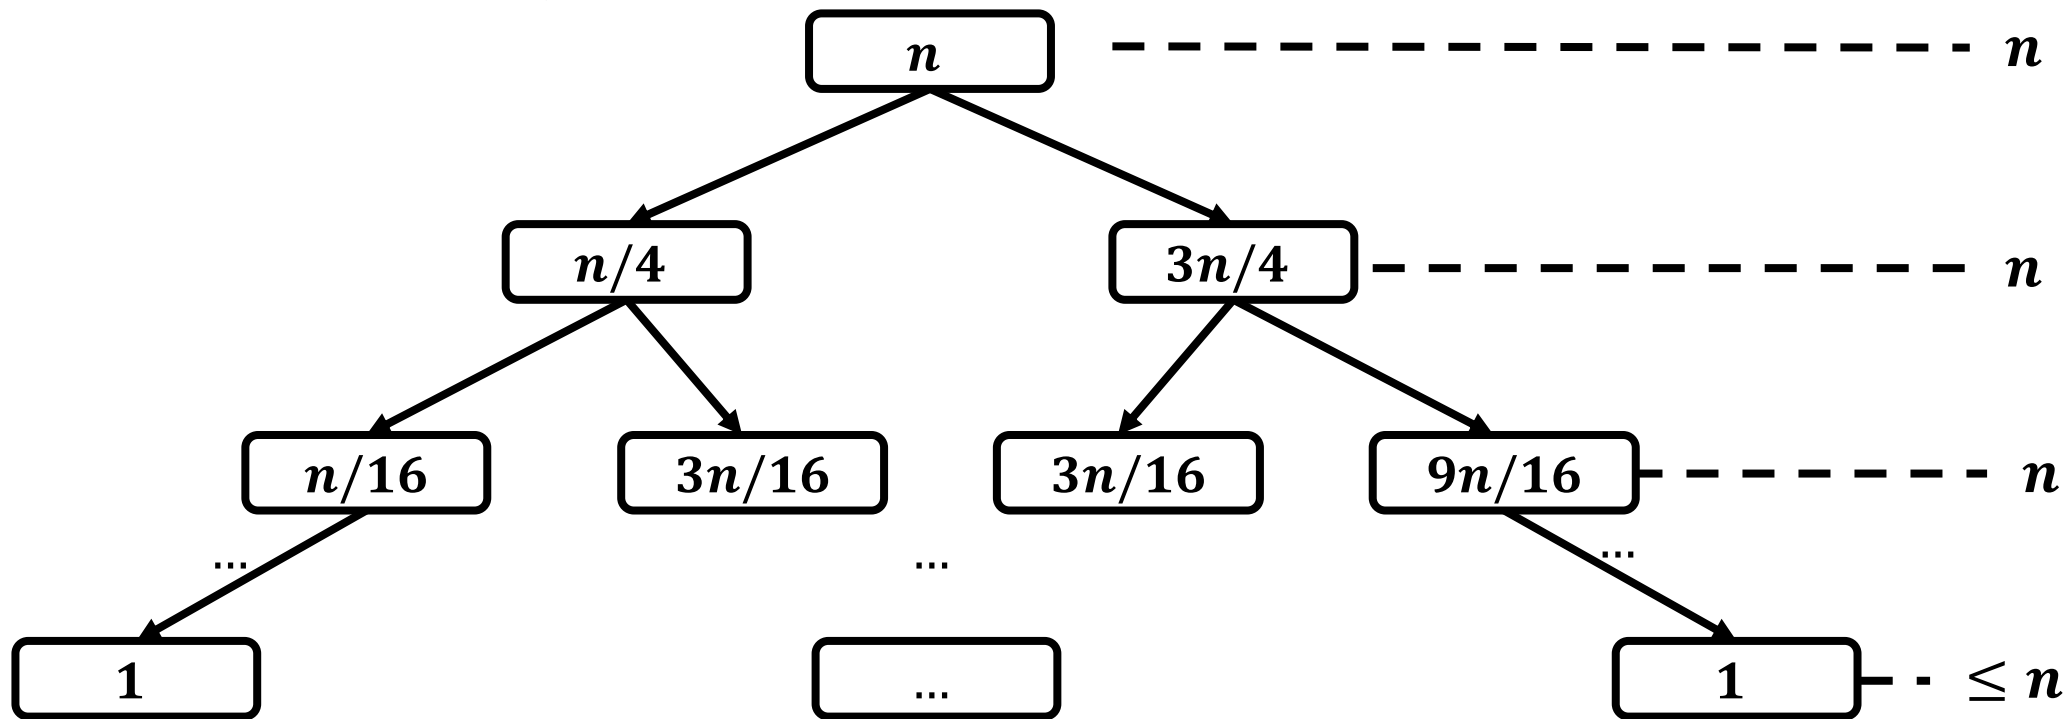 n n
n/4 3n/4 n
n/16 3n/16 3n/16 9n/16 n
... ... ...
1 ... 1 ≤ n